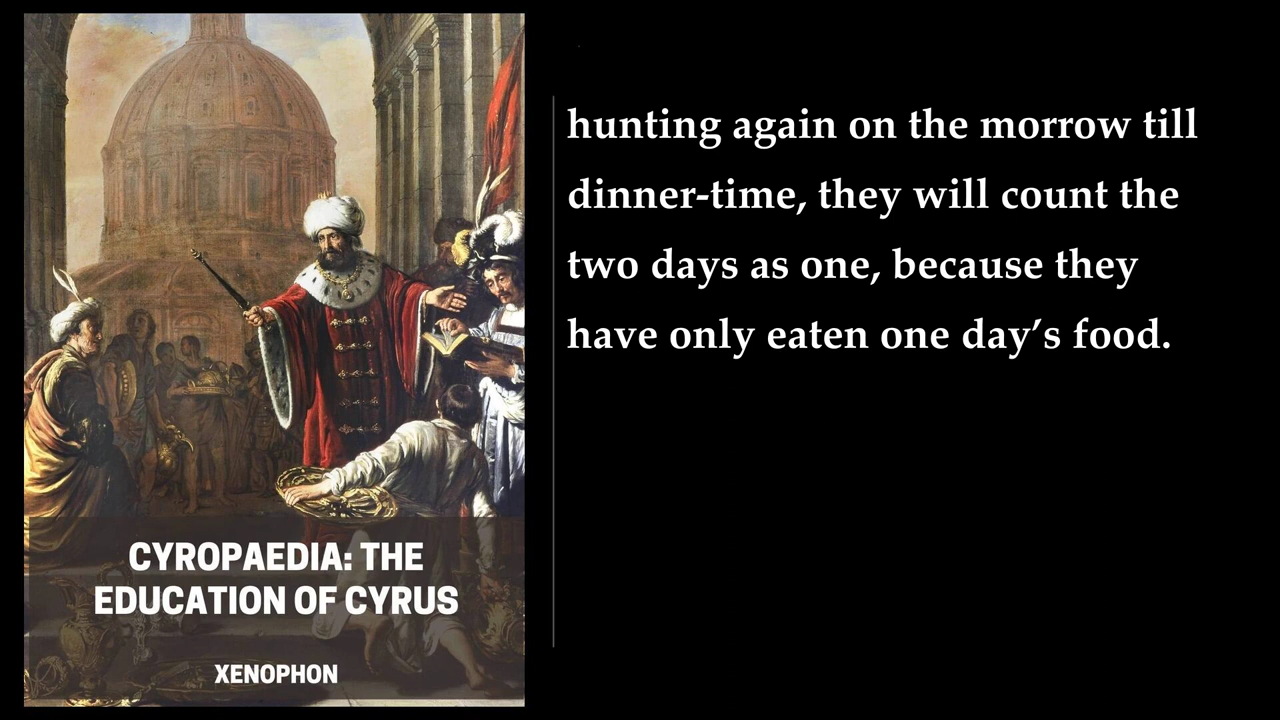 hunting again on the morrow till
dinner-time, they will count the
two days as one, because they
have only eaten one day’s food.
CYROPAEDIA: THE
EDUCATION OF CYRUS
XENOPHON